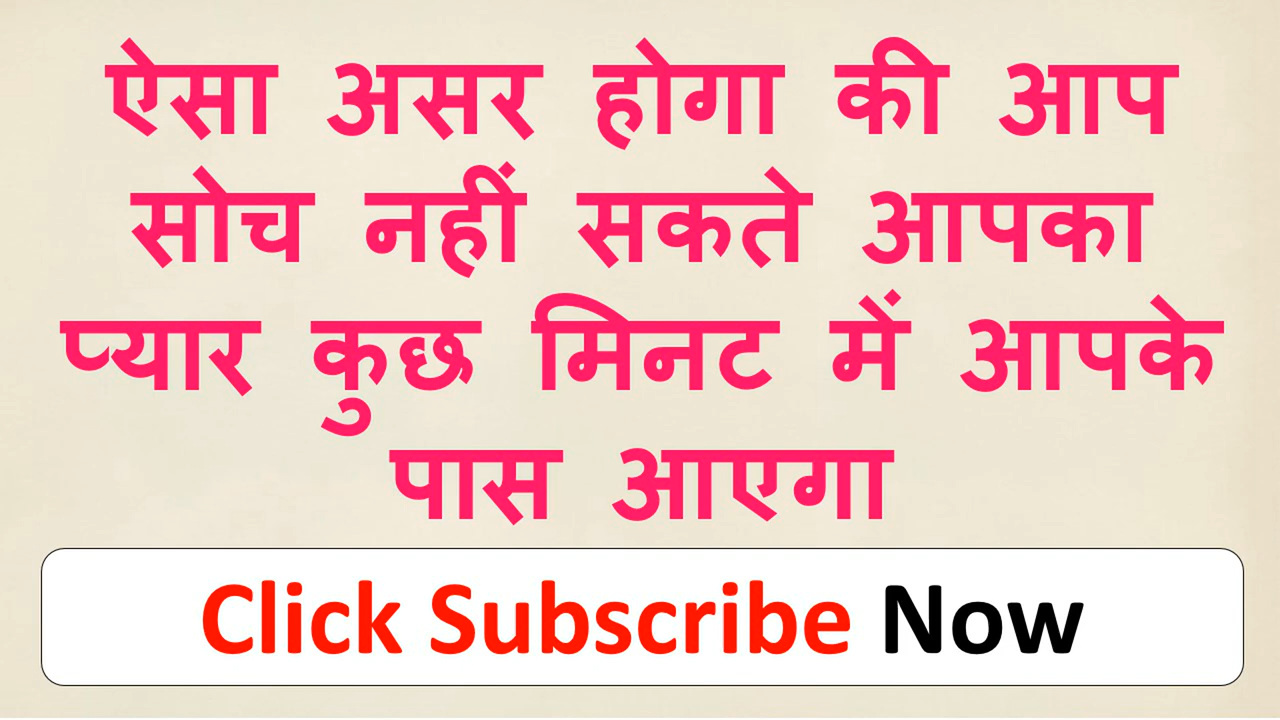 ऐसा असर होगा की आप
सोच नहीं सकते आपका
प्यार कुछ मिनट में आपके
पास आएगा
Click Subscribe Now